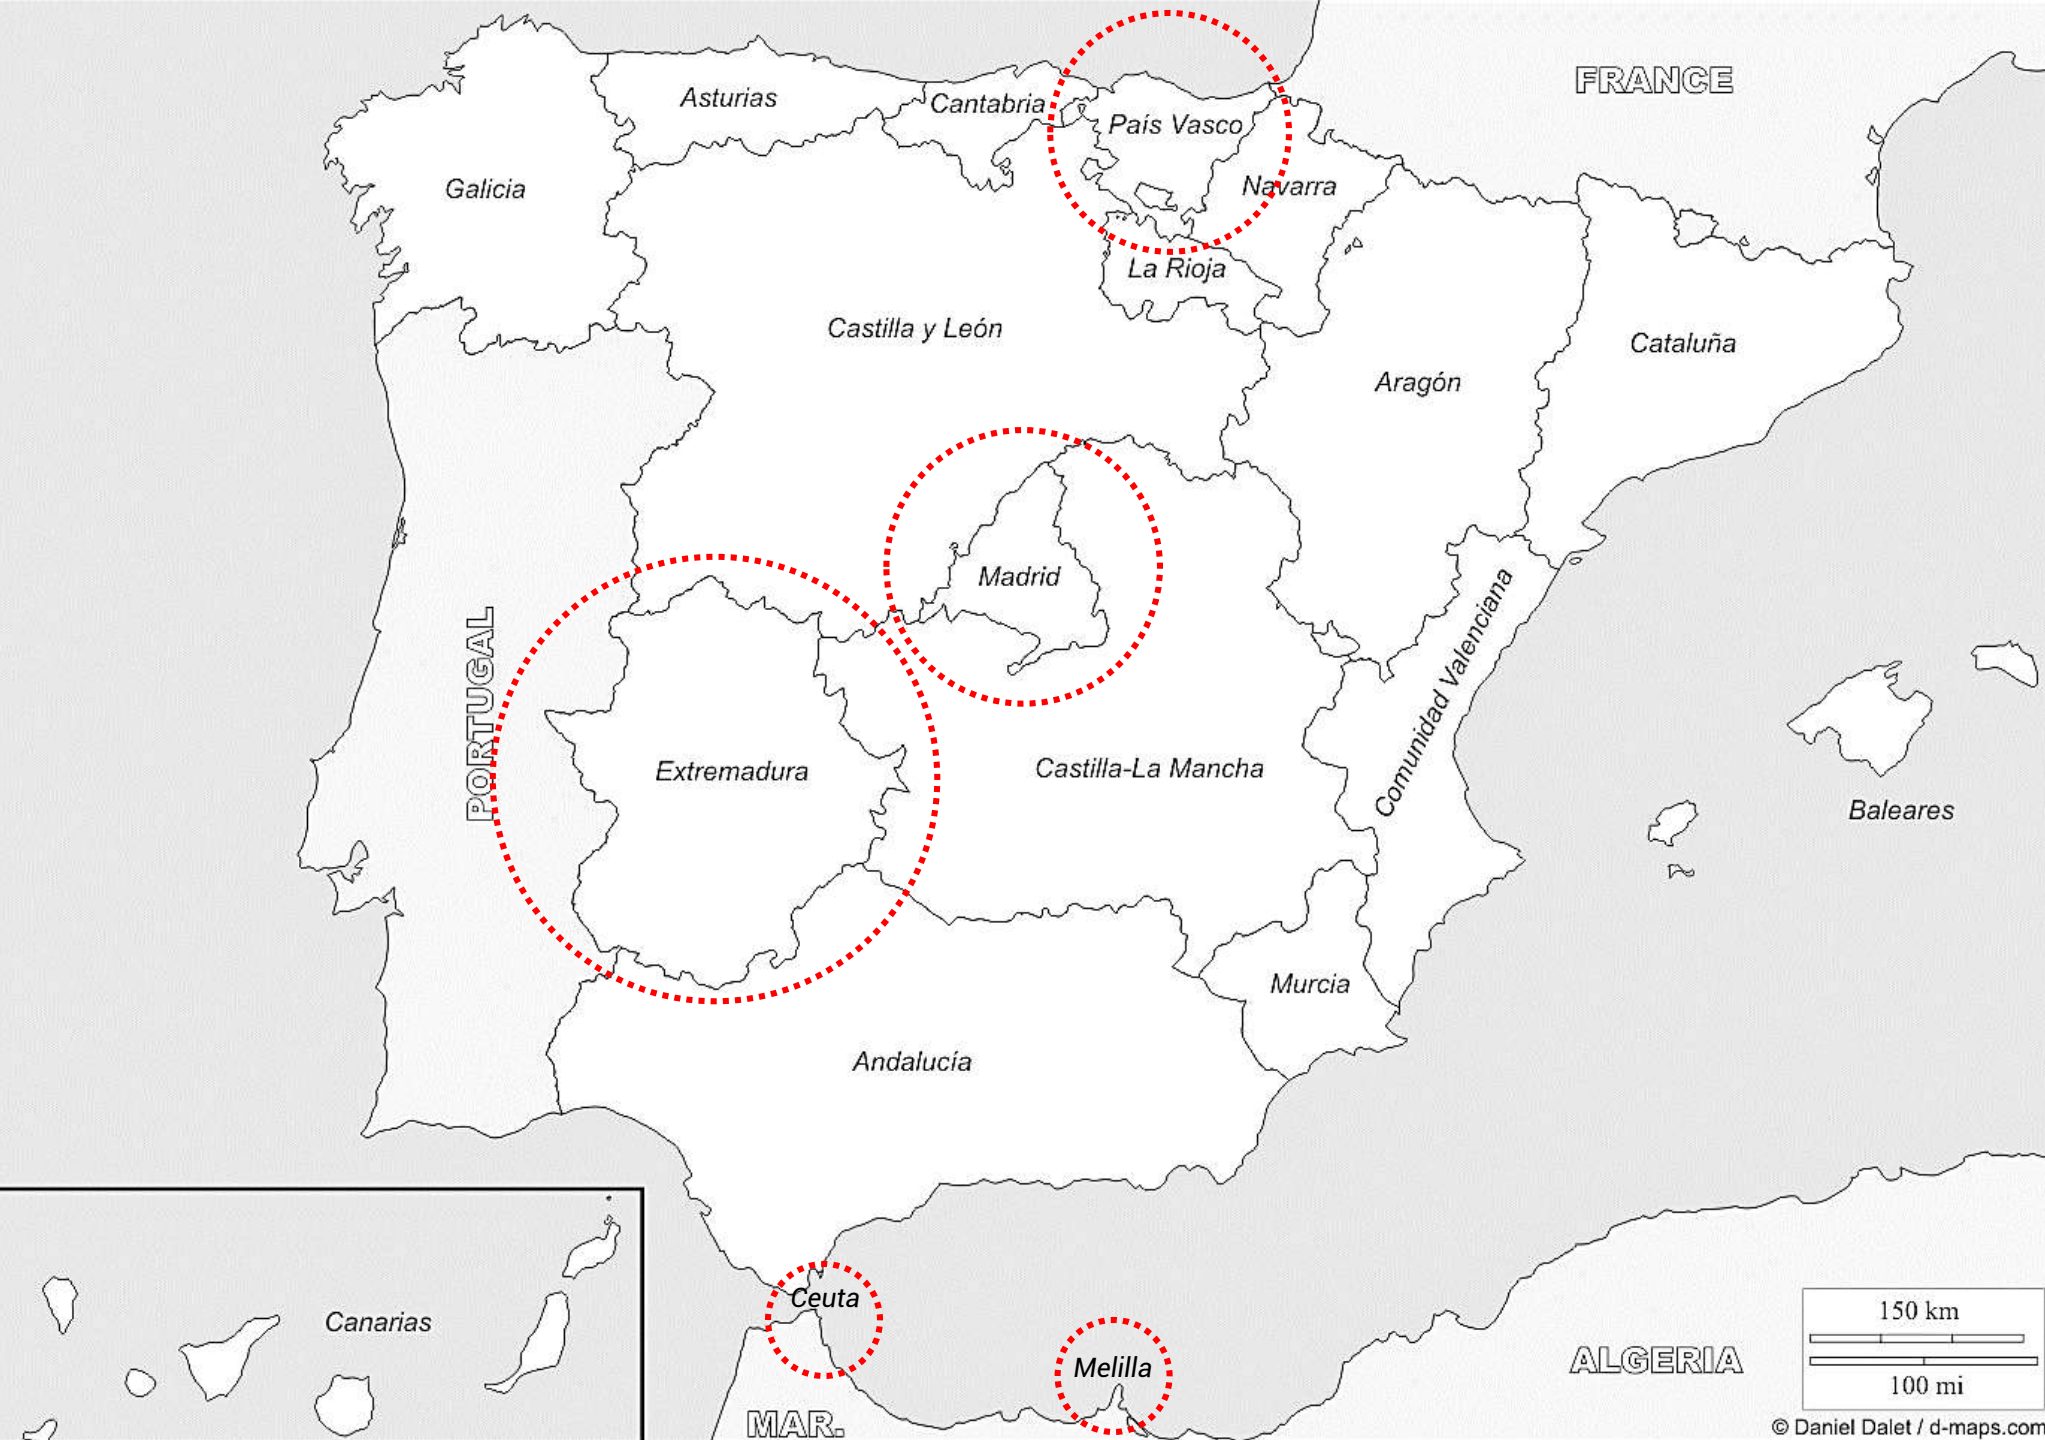 FRANCE
Asturias
Cantabria
País Vasco
Galicia
Navarra
La Rioja
Castilla y León
Cataluña
Aragón
Madrid
PORTUGAL
Comunidad Valenciana
Extremadura
Castilla-La Mancha
Baleares
Murcia
Andalucía
Canarias
Ceuta
Melilla
MAR.
ALGERIA
150 km
100 mi
© Daniel Dalet / d-maps.com